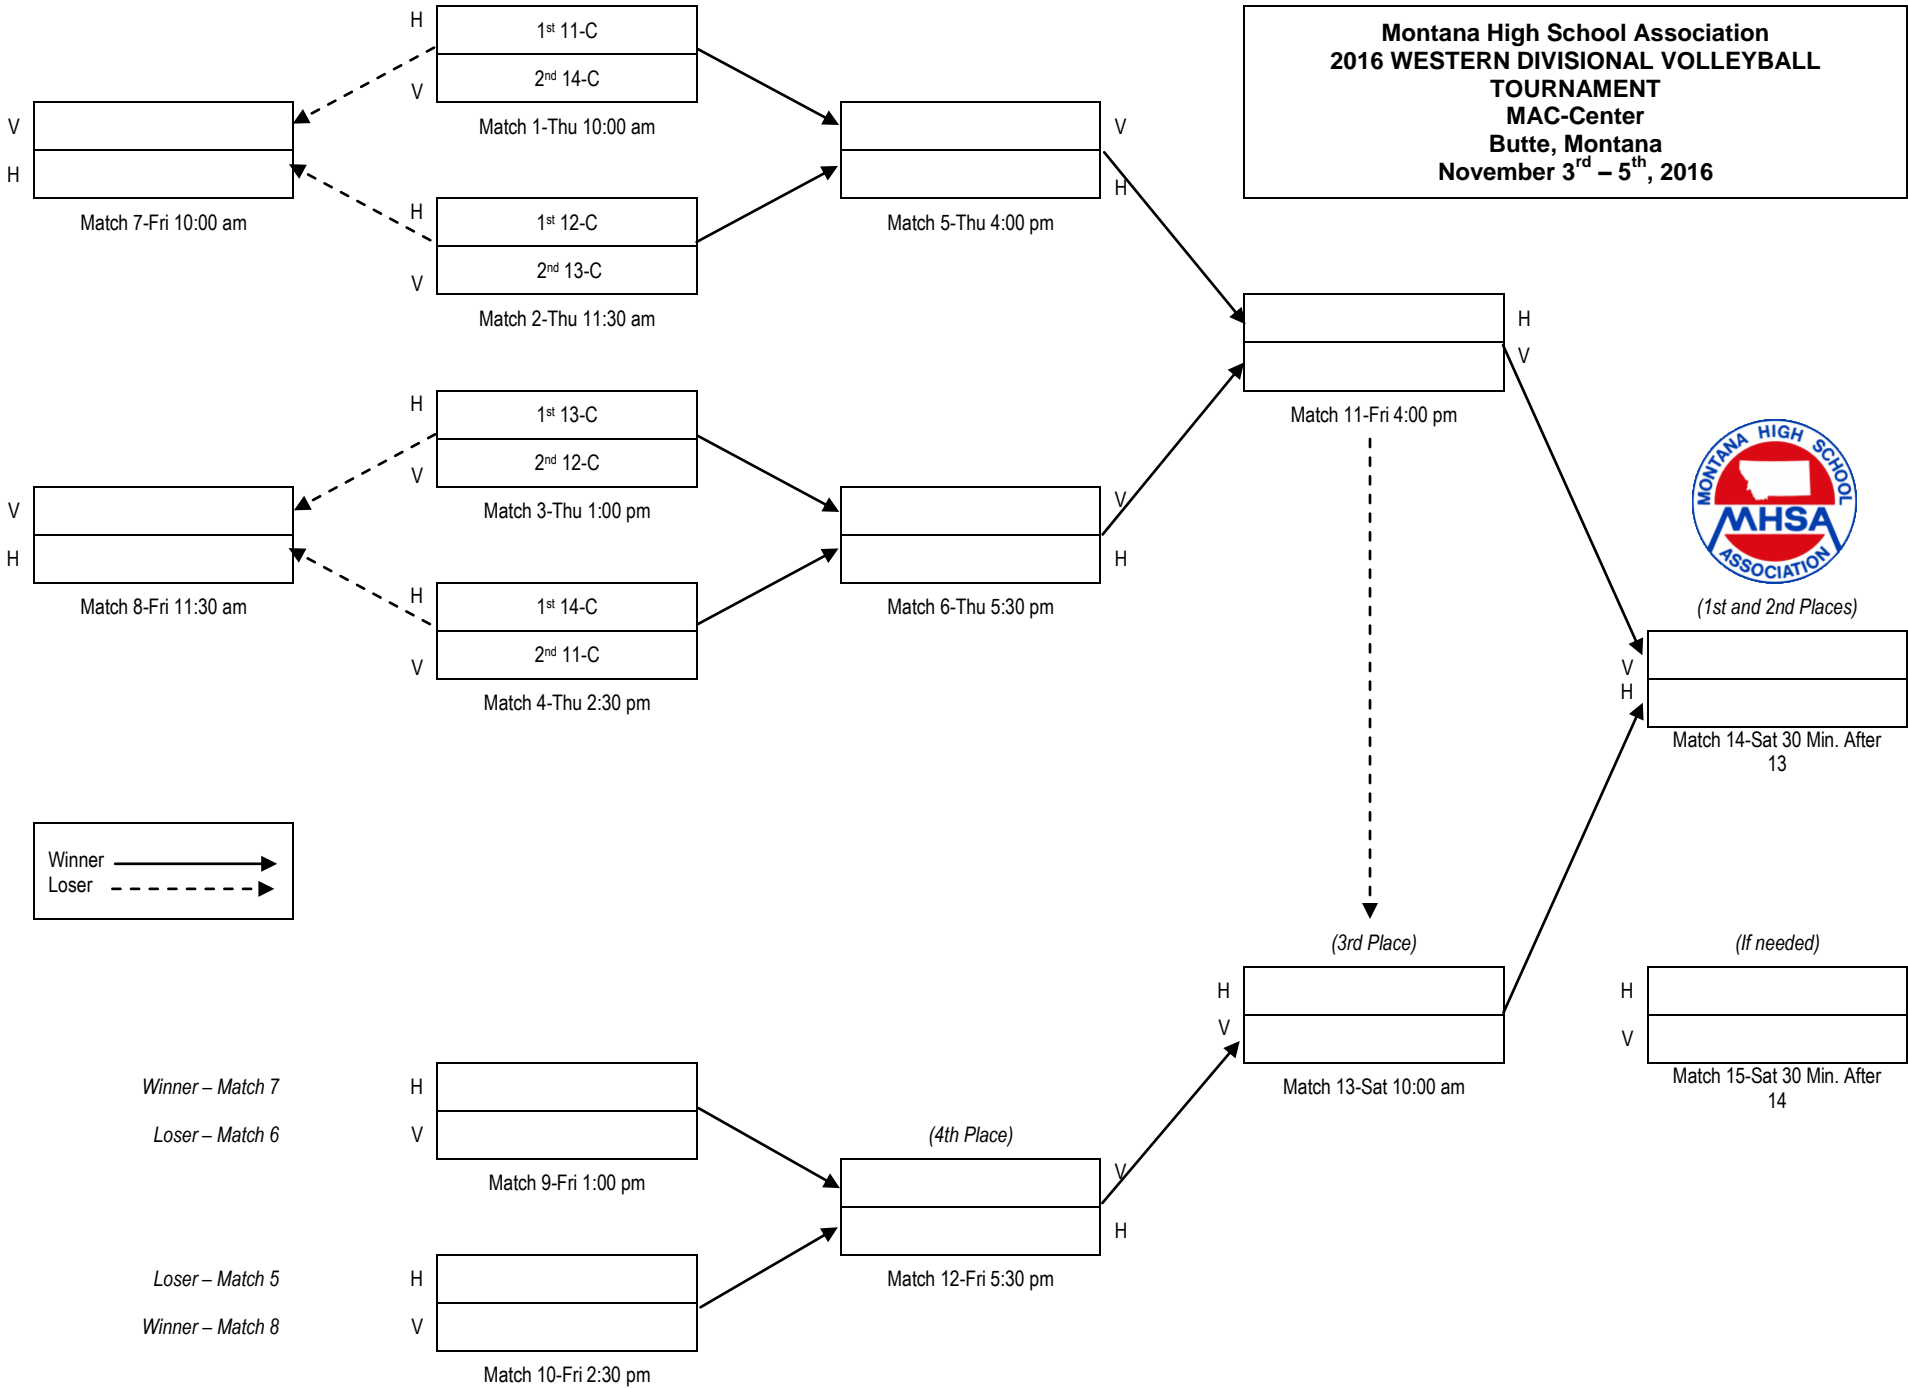 Montana High School Association
2016 WESTERN DIVISIONAL VOLLEYBALL
TOURNAMENT
MAC-Center
Butte, Montana
November 3rd – 5th, 2016
H
1st 11-C
V
2nd 14-C
Match 1-Thu 10:00 am
V
H
Match 7-Fri 10:00 am
H
1st 12-C
V
2nd 13-C
Match 2-Thu 11:30 am
V
H
Match 5-Thu 4:00 pm
H
V
Match 11-Fri 4:00 pm
H
1st 13-C
V
2nd 12-C
Match 3-Thu 1:00 pm
V
H
Match 8-Fri 11:30 am
H
1st 14-C
V
2nd 11-C
Match 4-Thu 2:30 pm
V
H
Match 6-Thu 5:30 pm
MONTANA HIGH SCHOOL
MHSA
ASSOCIATION
(1st and 2nd Places)
V
H
Match 14-Sat 30 Min. After
13
Winner
Loser
(3rd Place)
H
V
Match 13-Sat 10:00 am
(If needed)
H
V
Match 15-Sat 30 Min. After
14
Winner – Match 7 H
Loser – Match 6 V
Match 9-Fri 1:00 pm
(4th Place)
V
H
Match 12-Fri 5:30 pm
Loser – Match 5 H
Winner – Match 8 V
Match 10-Fri 2:30 pm